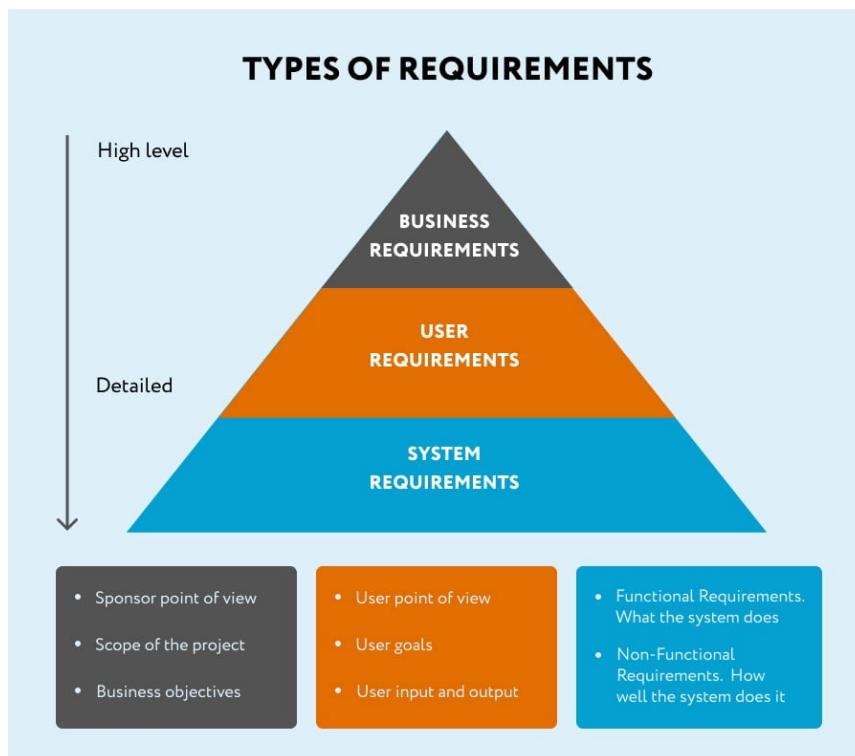 TYPES OF REQUIREMENTS
High level
BUSINESS
REQUIREMENTS
USER
REQUIREMENTS
Detailed
SYSTEM
REQUIREMENTS
• Sponsor point of view
• Scope of the project
• Business objectives
• User point of view
• User goals
• User input and output
• Functional Requirements.
What the system does
• Non-Functional
Requirements. How
well the system does it